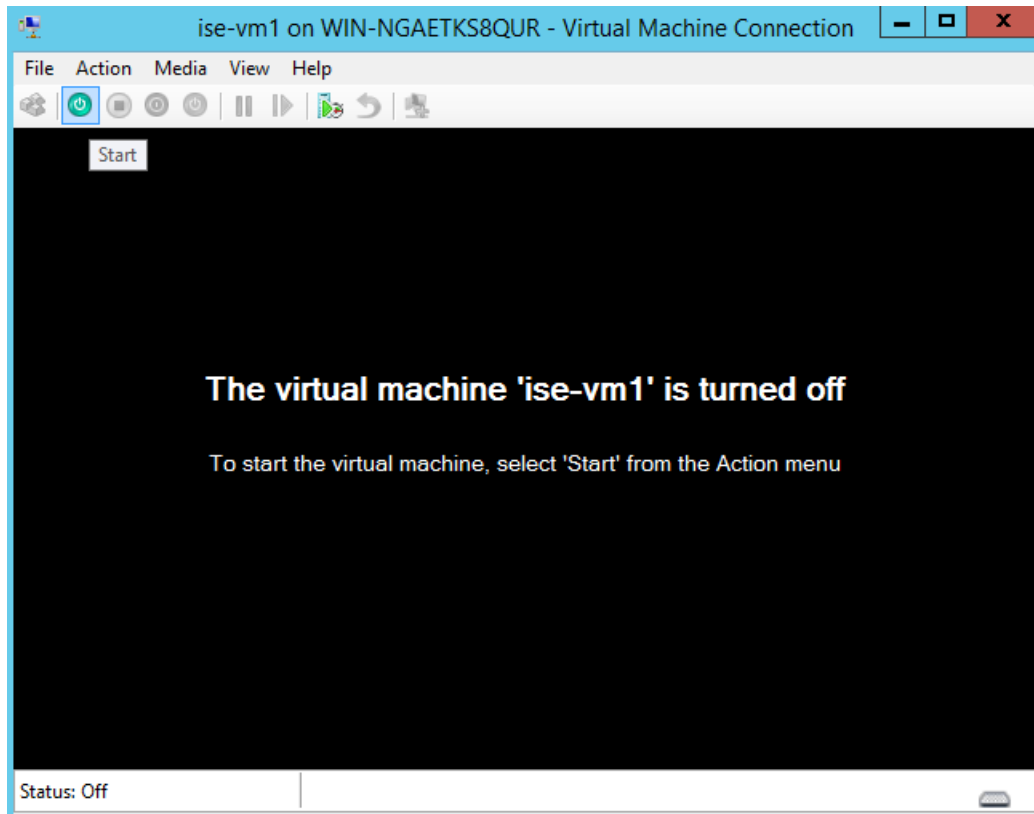 ise-vm1 on WIN-NGAETKS8QUR - Virtual Machine Connection
File Action Media View Help
Start
The virtual machine 'ise-vm1' is turned off
To start the virtual machine, select 'Start' from the Action menu
Status: Off